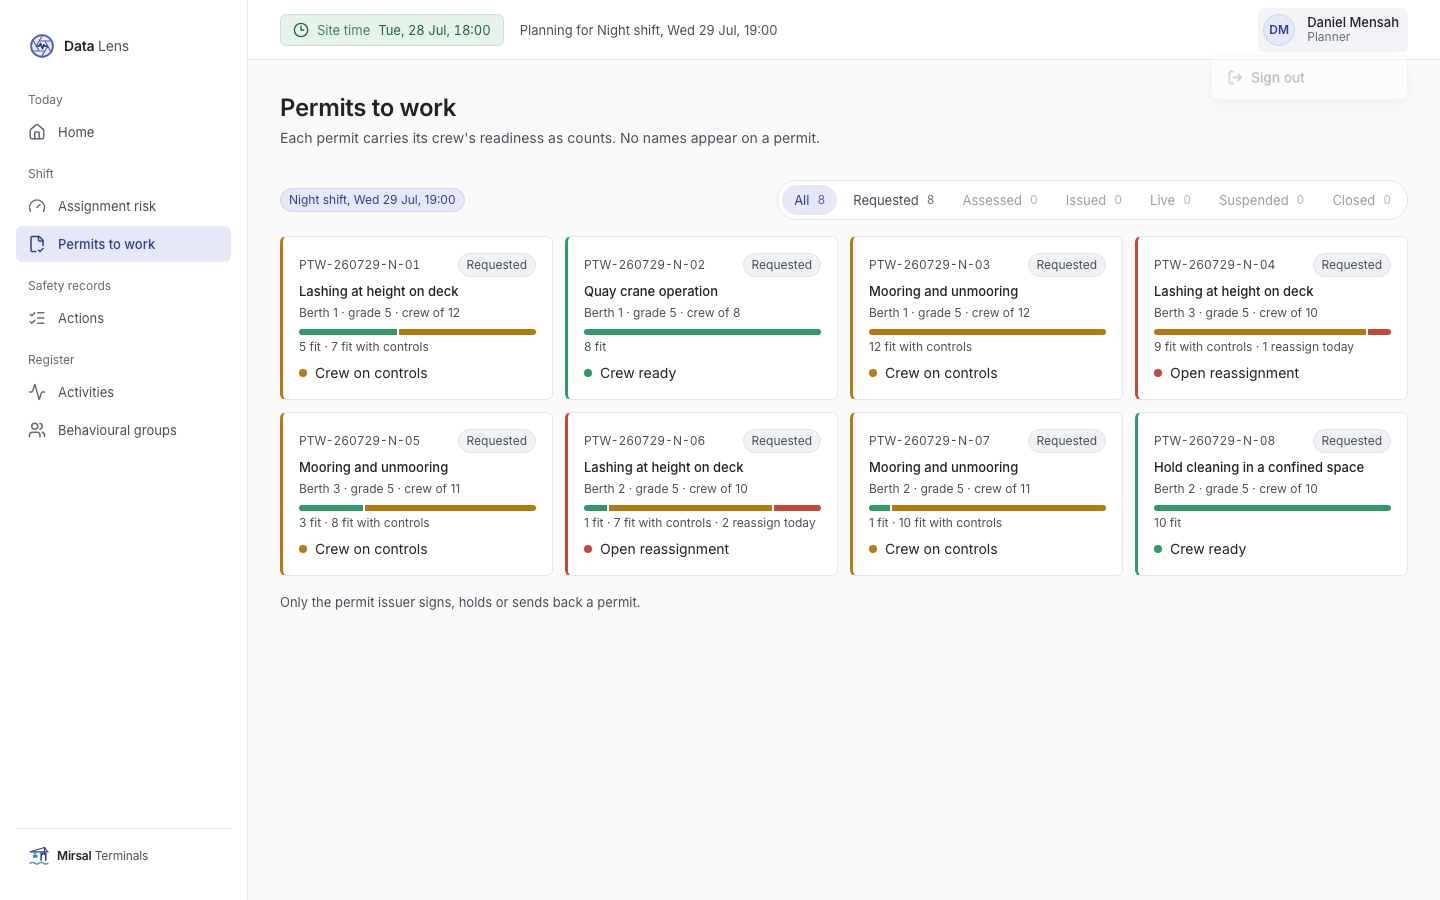 Data Lens
Today
Home
Shift
Assignment risk
Permits to work
Safety records
Actions
Register
Activities
Behavioural groups
Mirsal Terminals
Site time Tue, 28 Jul, 18:00
Planning for Night shift, Wed 29 Jul, 19:00
DM
Daniel Mensah
Planner
Sign out
Permits to work
Each permit carries its crew's readiness as counts. No names appear on a permit.
Night shift, Wed 29 Jul, 19:00
All 8 Requested 8 Assessed 0 Issued 0 Live 0 Suspended 0 Closed 0
PTW-260729-N-01 Requested
Lashing at height on deck
Berth 1 · grade 5 · crew of 12
5 fit · 7 fit with controls
Crew on controls
PTW-260729-N-02 Requested
Quay crane operation
Berth 1 · grade 5 · crew of 8
8 fit
Crew ready
PTW-260729-N-03 Requested
Mooring and unmooring
Berth 1 · grade 5 · crew of 12
12 fit with controls
Crew on controls
PTW-260729-N-04 Requested
Lashing at height on deck
Berth 3 · grade 5 · crew of 10
9 fit with controls · 1 reassign today
Open reassignment
PTW-260729-N-05 Requested
Mooring and unmooring
Berth 3 · grade 5 · crew of 11
3 fit · 8 fit with controls
Crew on controls
PTW-260729-N-06 Requested
Lashing at height on deck
Berth 2 · grade 5 · crew of 10
1 fit · 7 fit with controls · 2 reassign today
Open reassignment
PTW-260729-N-07 Requested
Mooring and unmooring
Berth 2 · grade 5 · crew of 11
1 fit · 10 fit with controls
Crew on controls
PTW-260729-N-08 Requested
Hold cleaning in a confined space
Berth 2 · grade 5 · crew of 10
10 fit
Crew ready
Only the permit issuer signs, holds or sends back a permit.